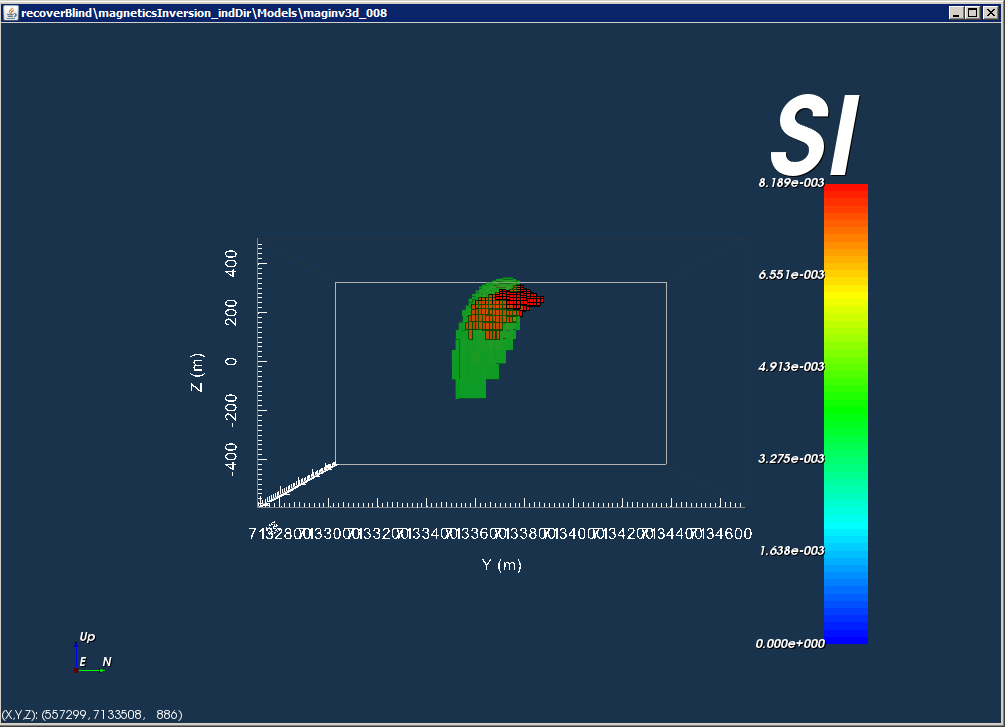 recoverBlind\magneticsInversion_indDir\Models\maginv3d_008
SI
8.189e-003
6.551e-003
4.913e-003
3.275e-003
1.638e-003
0.000e+000
400
200
0
-200
-400
Z (m)
7132800 7133000 7133200 7133400 7133600 7133800 7134000 7134200 7134400 7134600
Y (m)
Up
E N
(X,Y,Z): (557299, 7133508, 886)